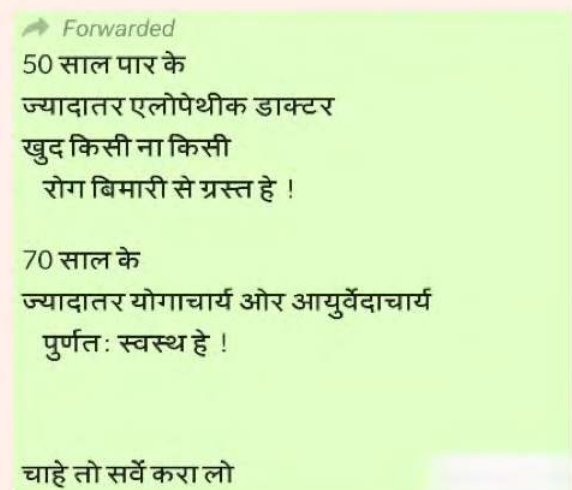 Forwarded
50 साल पार के
ज्यादातर एलोपेथीक डाक्टर
खुद किसी ना किसी
रोग बिमारी से ग्रस्त हे !
70 साल के
ज्यादातर योगाचार्य ओर आयुर्वेदाचार्य
पुर्णतः स्वस्थ हे !
चाहे तो सर्वे करा लो